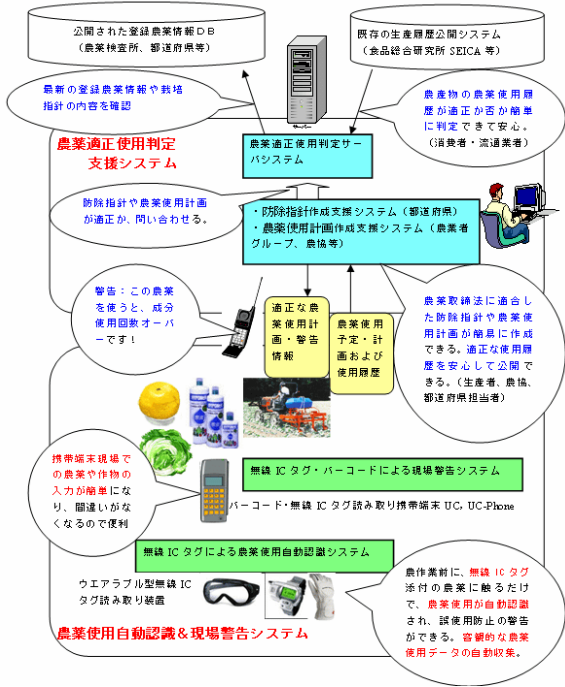 公開された登録農薬情報DB
(農薬検査所、都道府県等)
既存の生産履歴公開システム
(食品総合研究所 SEICA 等)
最新の登録農薬情報や栽培
指針の内容を確認
サーバー
農産物の農薬使用履
歴が適正か否か簡単
に判定できて安心。
(消費者・流通業者)
農薬適正使用判定
支援システム
農薬適正使用判定サー
バシステム
防除指針や農薬使用計画
が適正か、問い合わせる。
・防除指針作成支援システム(都道府県)
・農薬使用計画作成支援システム(農業者
グループ、農協等)
警告:この農薬
を使うと、成分
使用回数オーバ
ーです!
適正な農
薬使用計
画・警告
情報
農薬使用
予定・計
画および
使用履歴
農薬取締法に適合し
た防除指針や農薬使
用計画が簡易に作成
できる。適正な使用履
歴を安心して公開で
きる。(生産者、農協、
都道府県担当者)
携帯端末現場で
の農薬や作物の
入力が簡単にな
り、間違いがな
くなるので便利
無線 IC タグ・バーコードによる現場警告システム
バーコード・無線 IC タグ読み取り携帯端末 UC, UC-Phone
無線 IC タグによる農薬使用自動認識システム
ウエアラブル型無線 IC
タグ読み取り装置
農作業前に、無線 IC タグ
添付の農薬に触るだけ
で、農薬使用が自動認識
され、誤使用防止の警告
ができる。客観的な農薬
使用データの自動収集。
農薬使用自動認識&現場警告システム